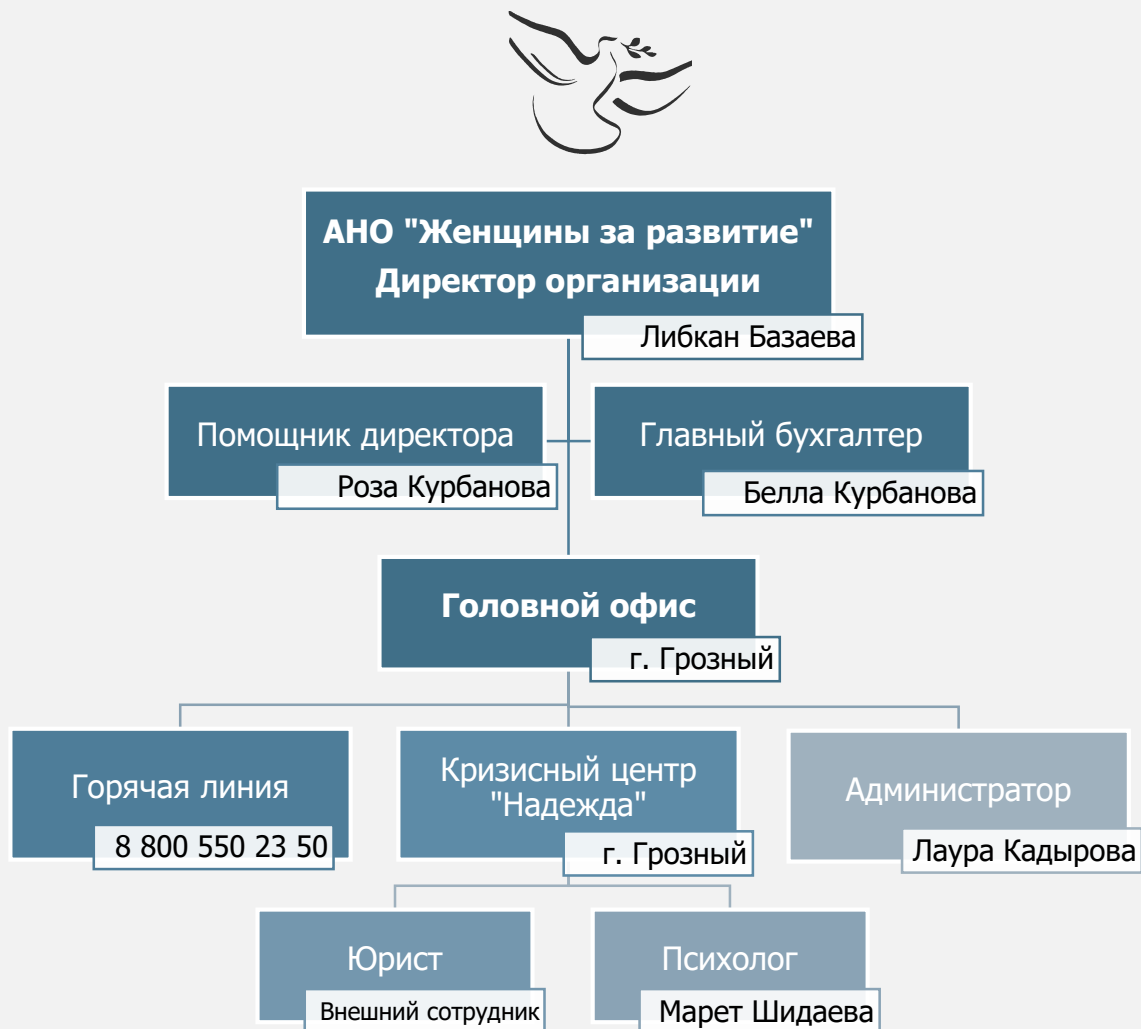 АНО "Женщины за развитие"
Директор организации
Либкан Базаева
Помощник директора
Роза Курбанова
Главный бухгалтер
Белла Курбанова
Головной офис
г. Грозный
Горячая линия
8 800 550 23 50
Кризисный центр
"Надежда"
г. Грозный
Администратор
Лаура Кадырова
Юрист
Внешний сотрудник
Психолог
Марет Шидаева